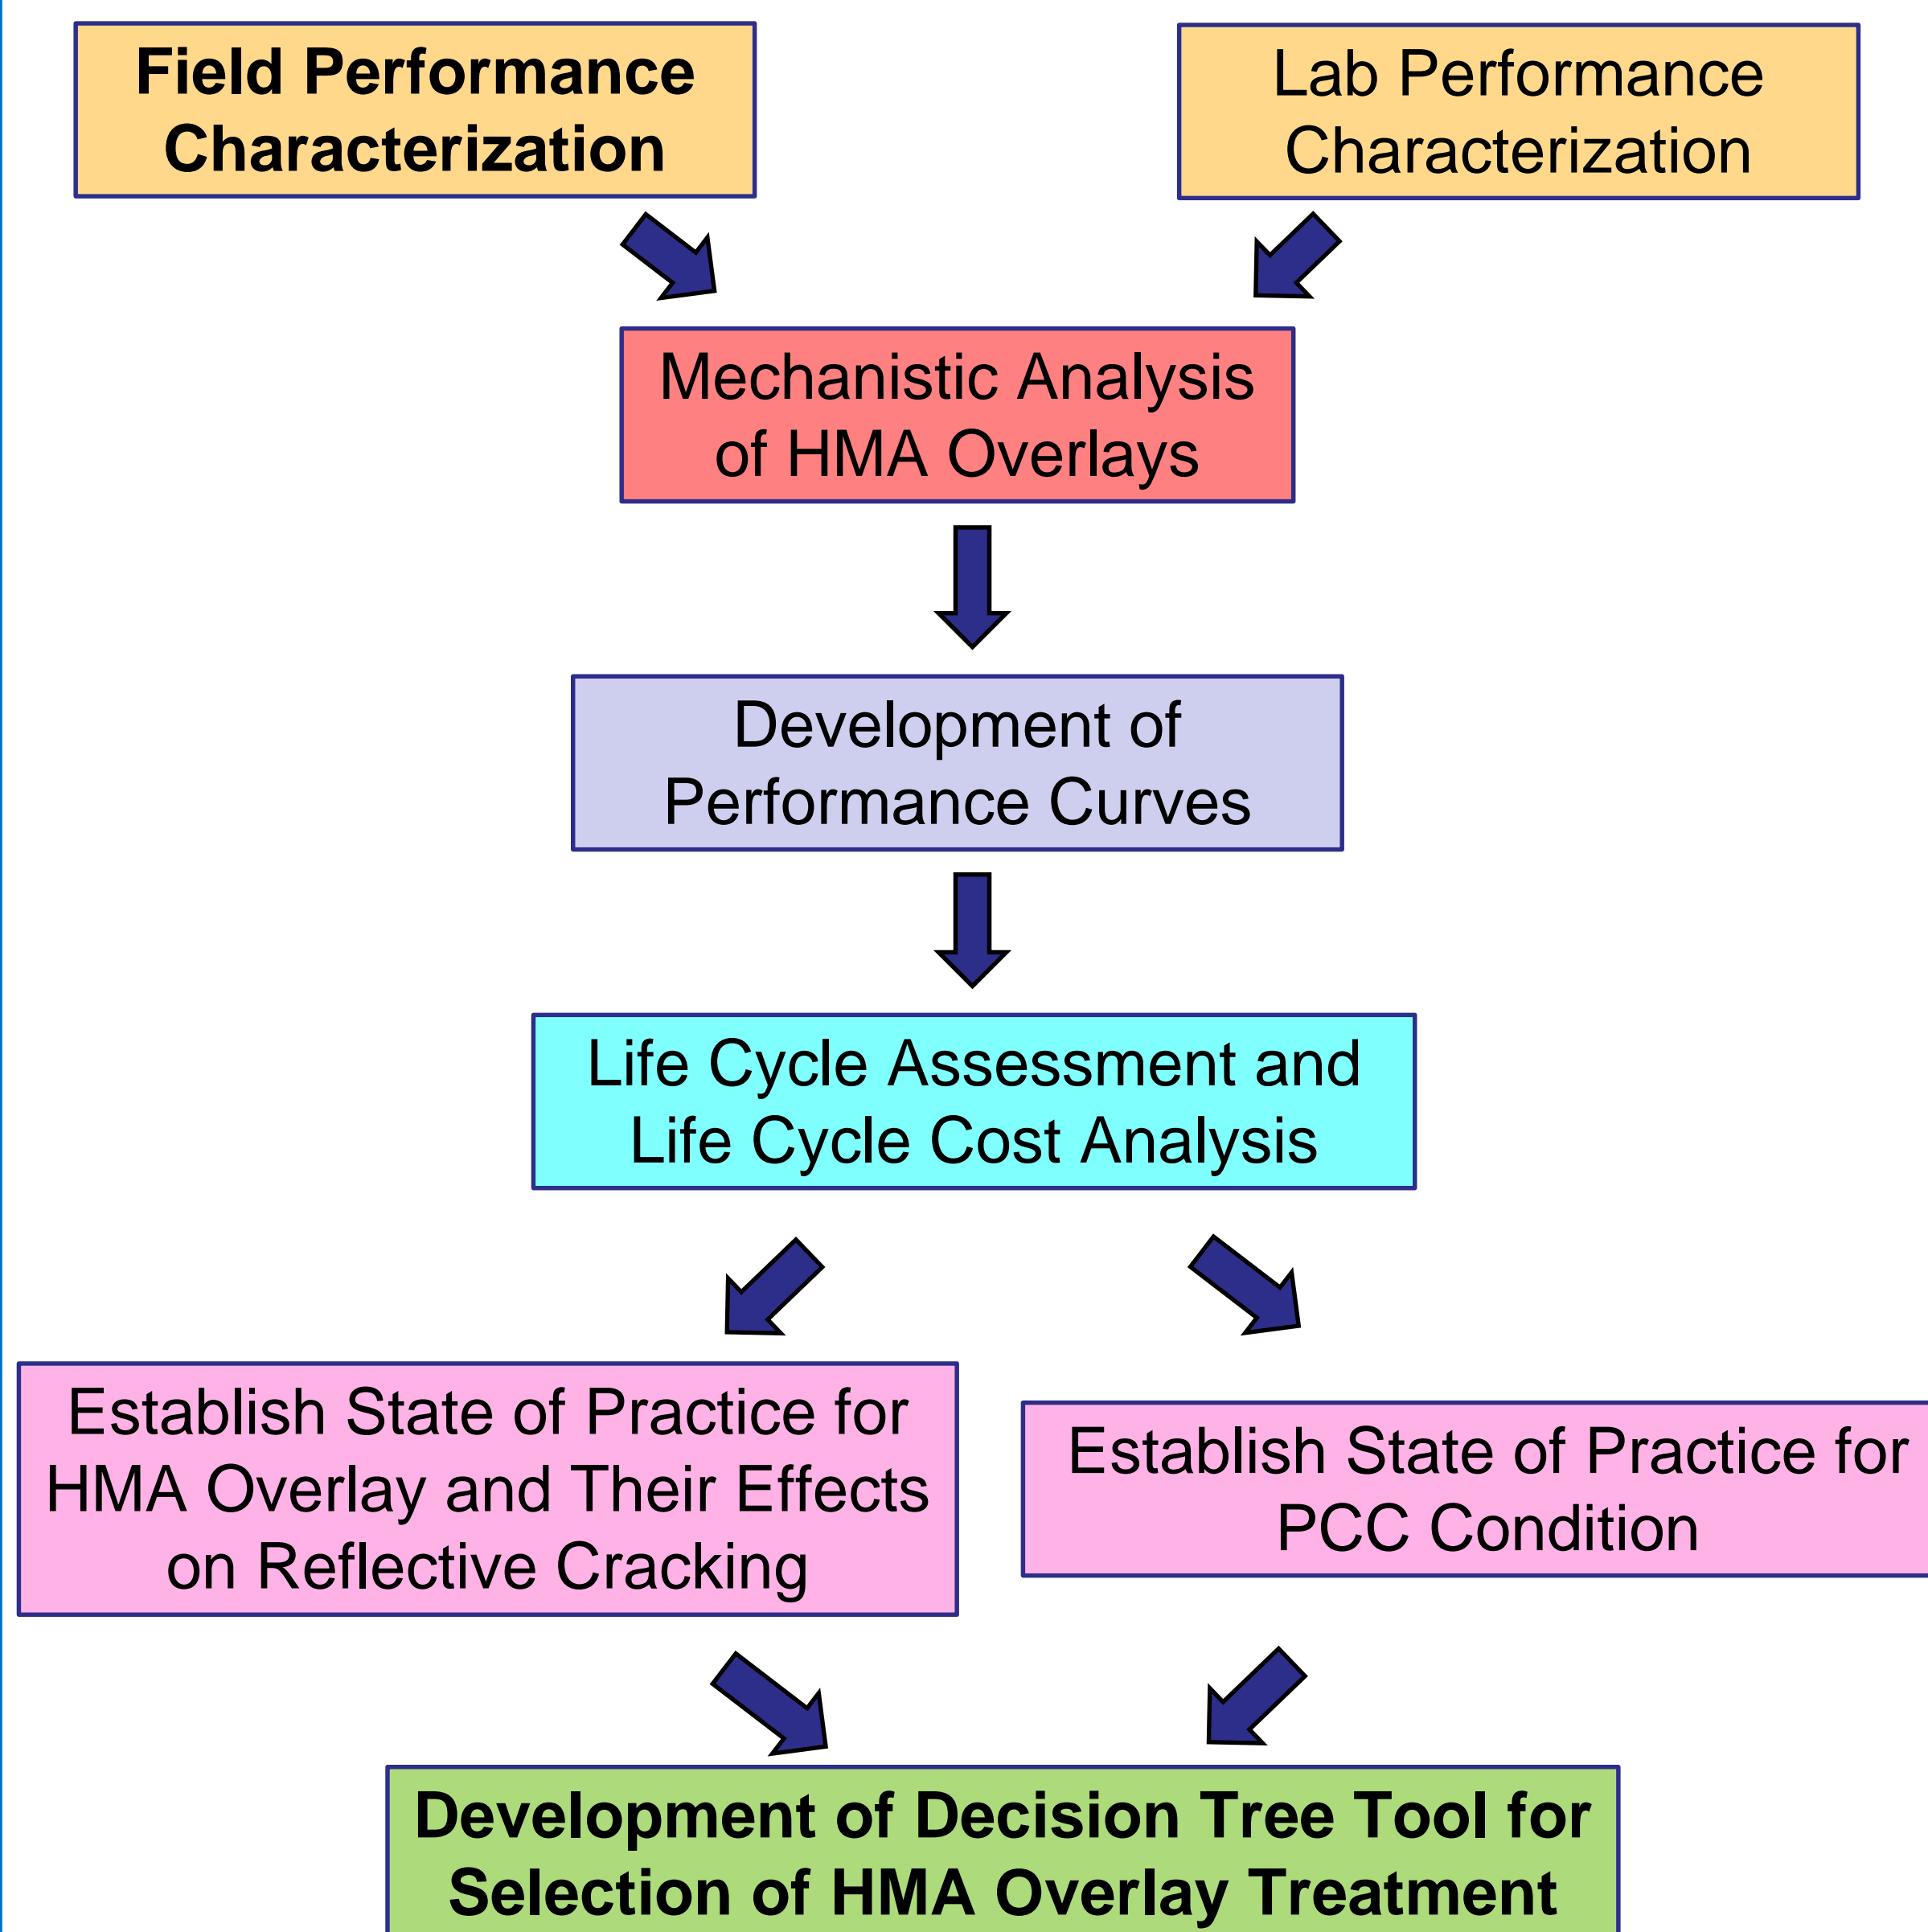 Field Performance
Characterization
Lab Performance
Characterization
Mechanistic Analysis
of HMA Overlays
Development of
Performance Curves
Life Cycle Assessment and
Life Cycle Cost Analysis
Establish State of Practice for
HMA Overlay and Their Effects
on Reflective Cracking
Establish State of Practice for
PCC Condition
Development of Decision Tree Tool for
Selection of HMA Overlay Treatment